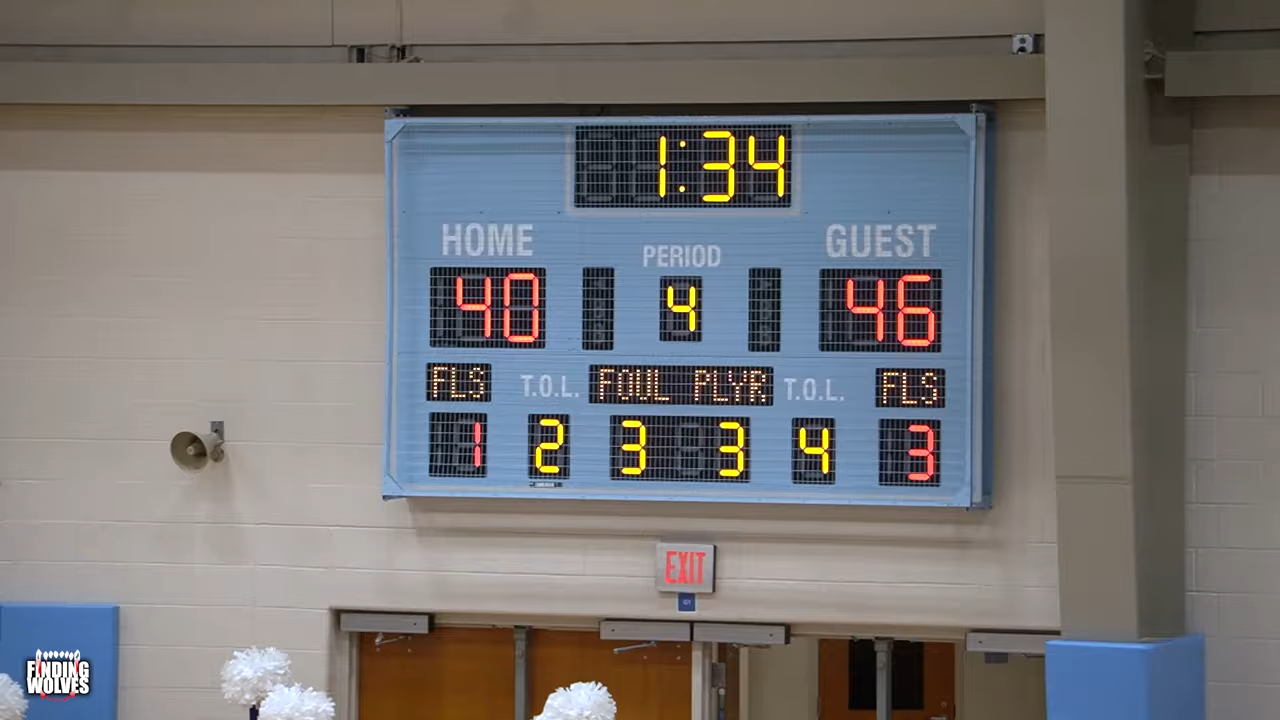 1:34
HOME PERIOD GUEST
40 4 46
FLS T.O.L. FOUL PLYR T.O.L. FLS
1 2 3 3 4 3
EXIT
FINDING
WOLVES